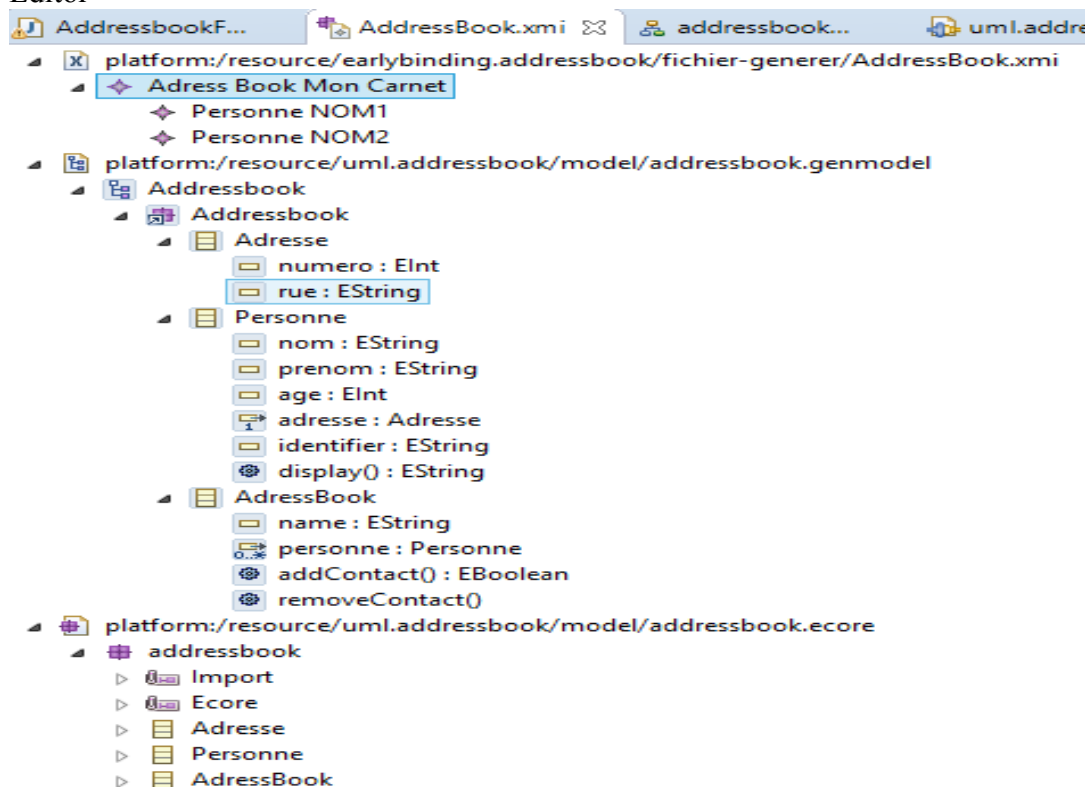 Editor
AddressbookF... AddressBook.xmi addressbook... uml.addre
platform:/resource/earlybinding.addressbook/fichier-generer/AddressBook.xmi
Adress Book Mon Carnet
Personne NOM1
Personne NOM2
platform:/resource/uml.addressbook/model/addressbook.genmodel
Addressbook
Addressbook
Adresse
numero : EInt
rue : EString
Personne
nom : EString
prenom : EString
age : EInt
adresse : Adresse
identifier : EString
display() : EString
AdressBook
name : EString
personne : Personne
addContact() : EBoolean
removeContact()
platform:/resource/uml.addressbook/model/addressbook.ecore
addressbook
Import
Ecore
Adresse
Personne
AdressBook